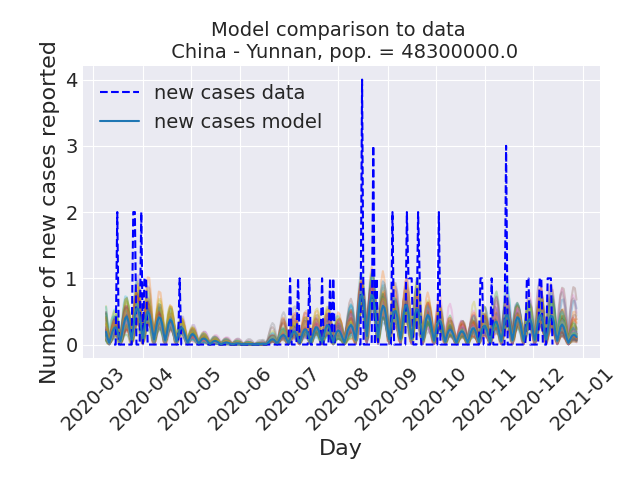 Model comparison to data
China - Yunnan, pop. = 48300000.0
Number of new cases reported
4
3
2
1
0
new cases data
new cases model
2020-03
2020-04
2020-05
2020-06
2020-07
2020-08
2020-09
2020-10
2020-11
2020-12
2021-01
Day